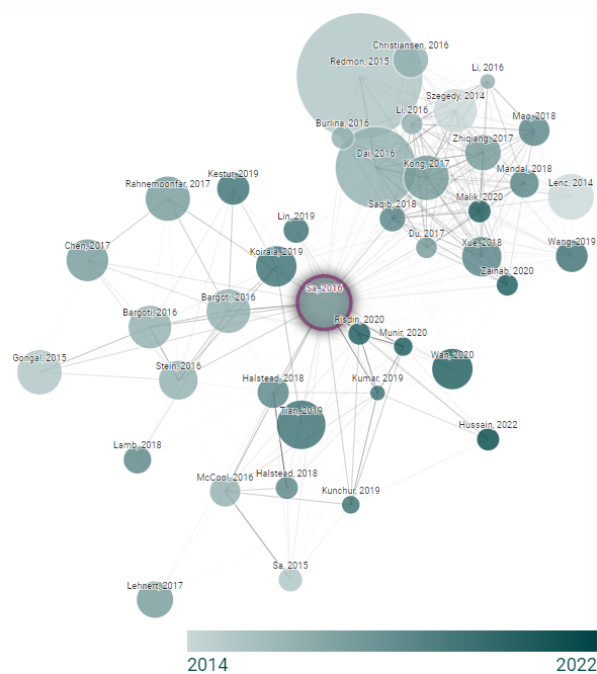 Christiansen, 2016
Redmon, 2015
Li, 2016
Szegedy, 2014
Li, 2016
Mao, 2018
Burlina, 2016
Zhiqiang, 2017
Dai, 2016
Kong, 2017
Mandal, 2018
Kestur, 2019
Rahnemoonfar, 2017
Lenc, 2014
Malik, 2020
Saqib, 2018
Lin, 2019
Du, 2017
Xue, 2018
Wang, 2019
Chen, 2017
Koirala, 2019
Zainab, 2020
Sa, 2016
Bargoti, 2016
Risdin, 2020
Bargoti, 2016
Munir, 2020
Gongal, 2015
Wan, 2020
Stein, 2016
Halstead, 2018
Kumar, 2019
Tran, 2019
Hussain, 2022
Lamb, 2018
McCool, 2016
Halstead, 2018
Kunchur, 2019
Sa, 2015
Lehnert, 2017
2014
2022